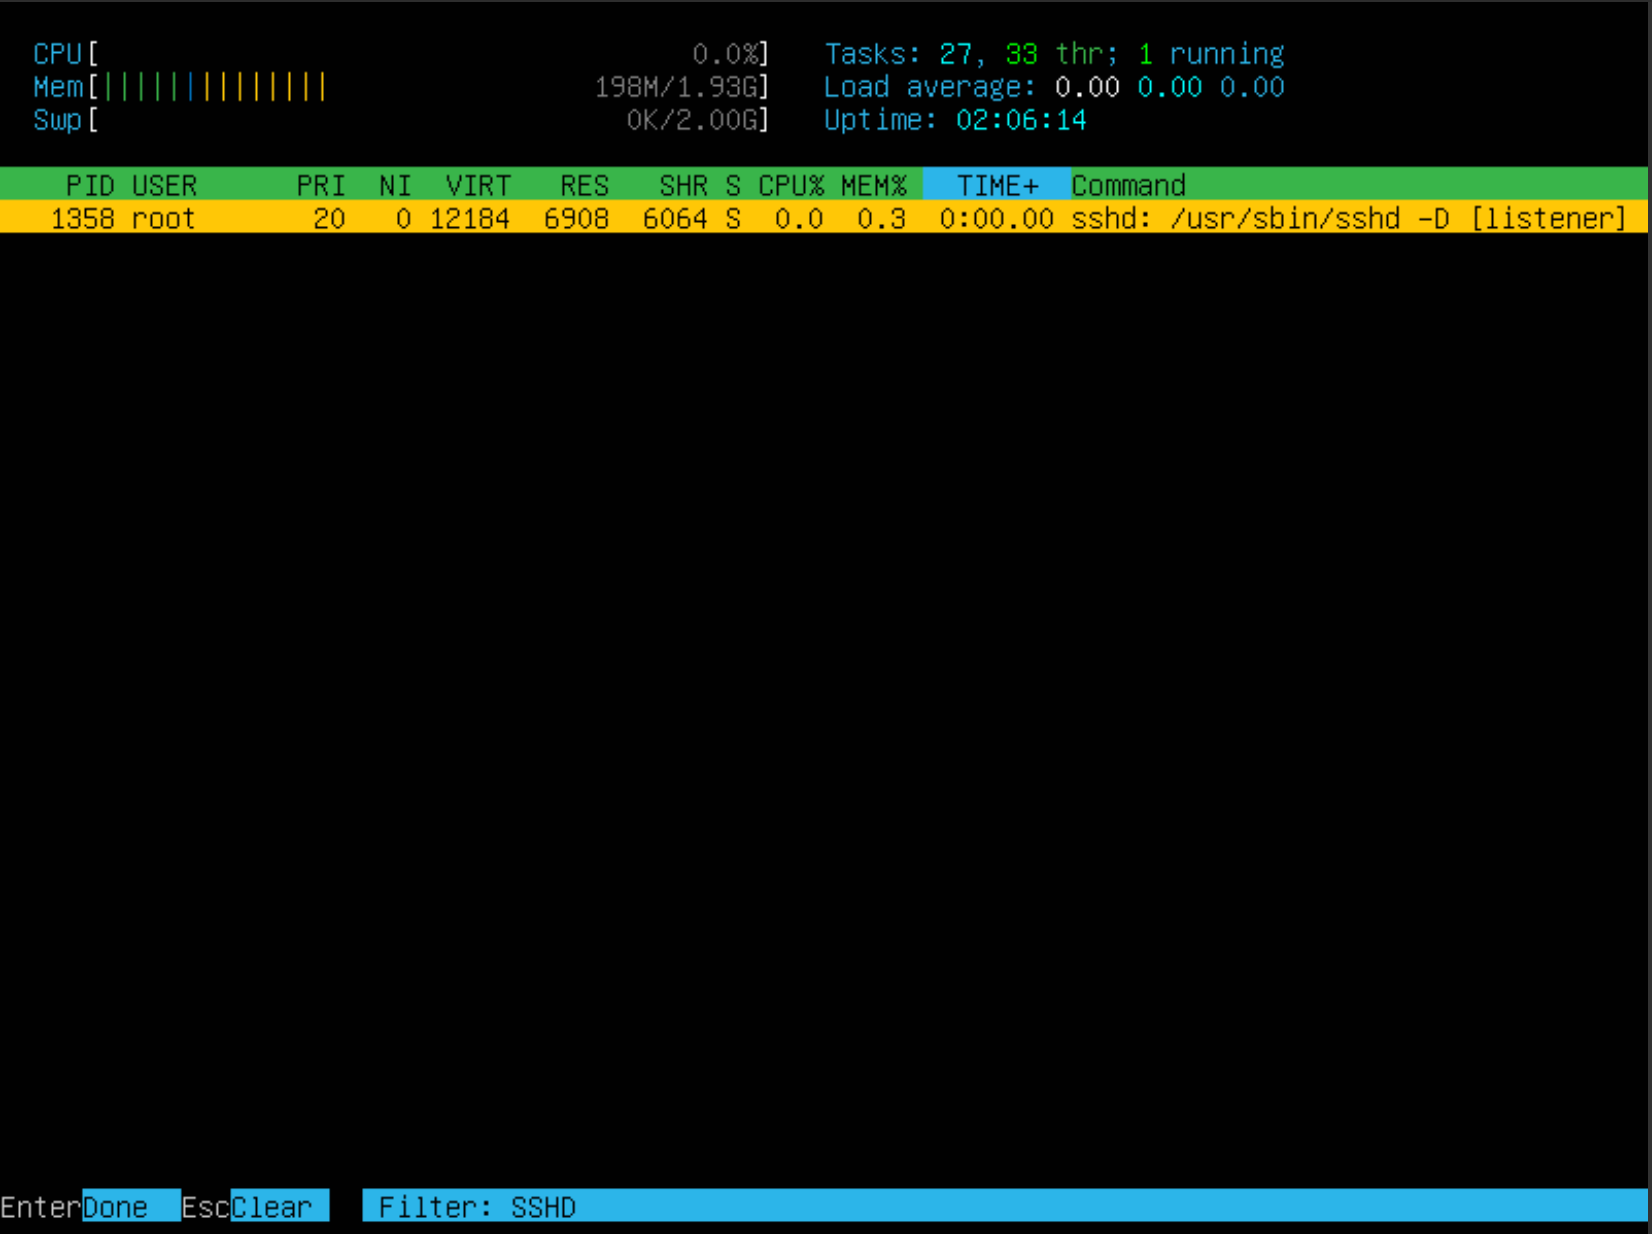 CPU[ 0.0%] Tasks: 27, 33 thr; 1 running
Mem[|||||||||||||| 198M/1.93G] Load average: 0.00 0.00 0.00
Swp[ 0K/2.00G] Uptime: 02:06:14
PID USER PRI NI VIRT RES SHR S CPU% MEM% TIME+ Command
1358 root 20 0 12184 6908 6064 S 0.0 0.3 0:00.00 sshd: /usr/sbin/sshd -D [listener]
EnterDone EscClear Filter: SSHD